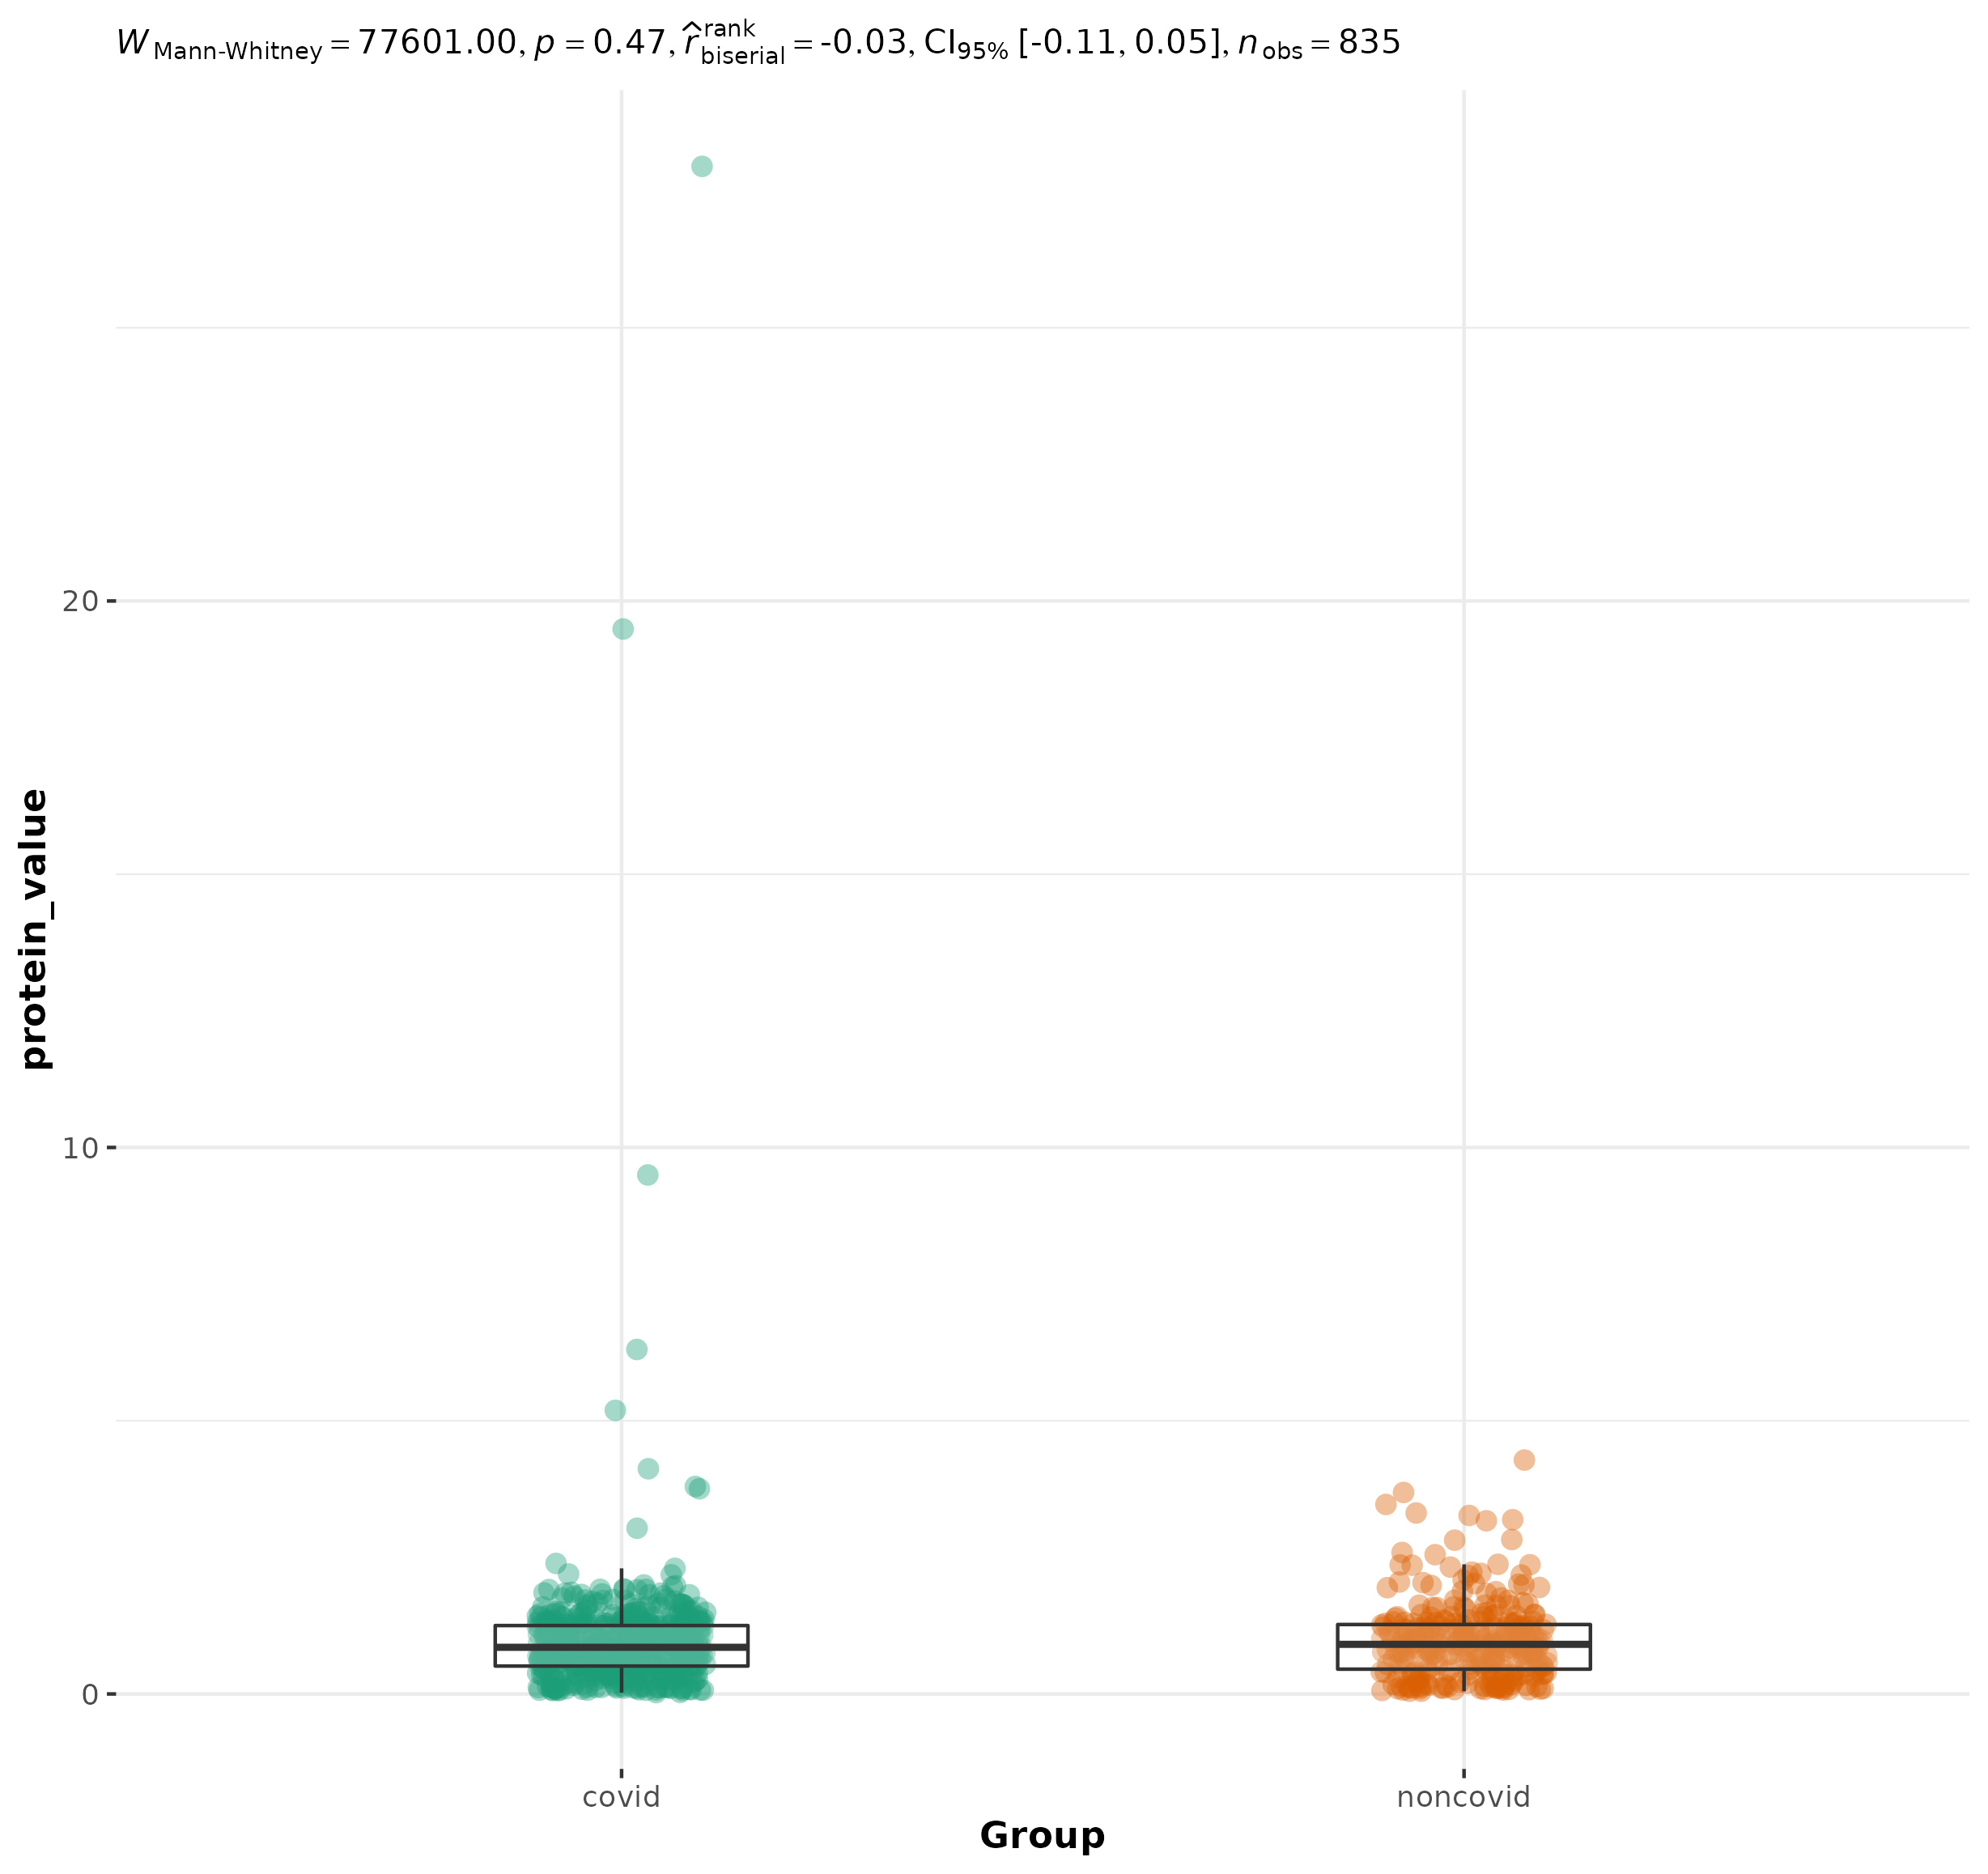 W Mann-Whitney = 77601.00, p = 0.47, r̂ rank biserial = -0.03, CI95% [-0.11, 0.05], n obs = 835
protein_value
20
10
0
covid noncovid
Group